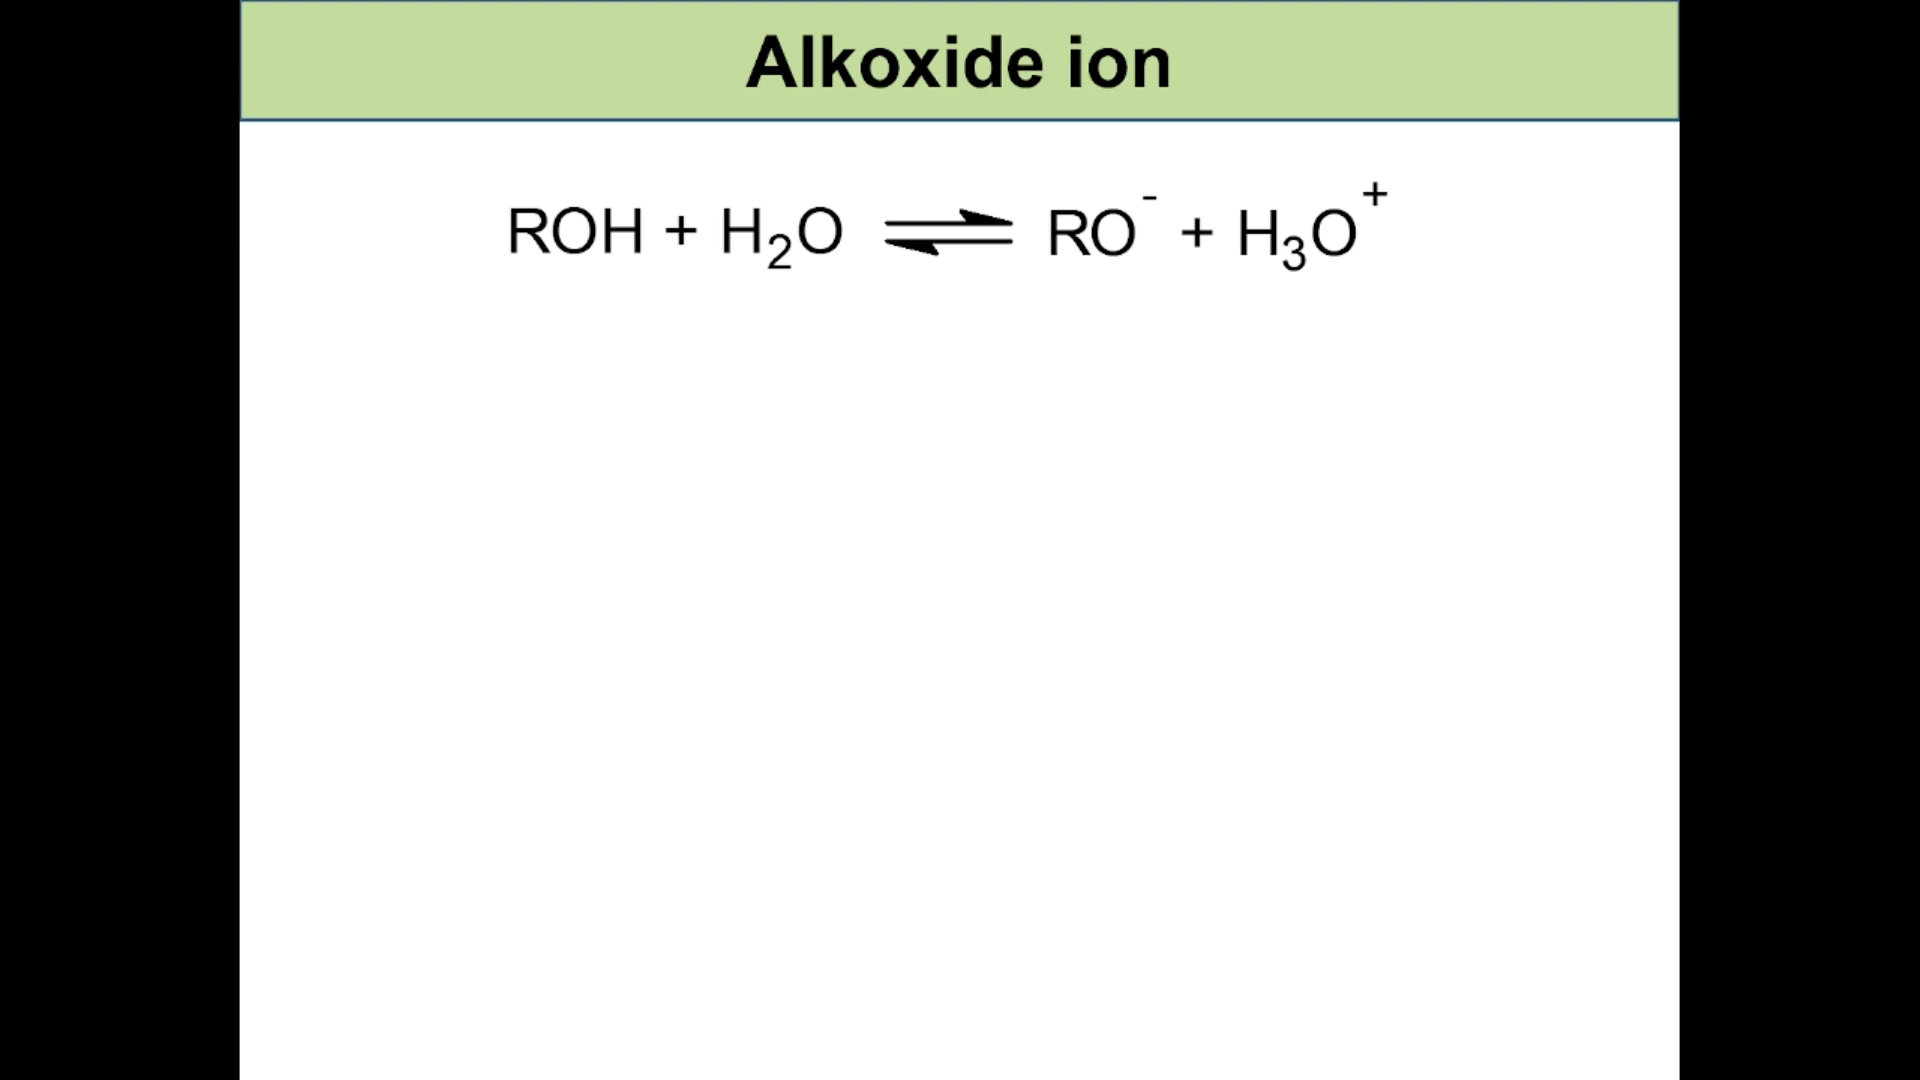 Alkoxide ion
ROH + H₂O ⇌ RO⁻ + H₃O⁺